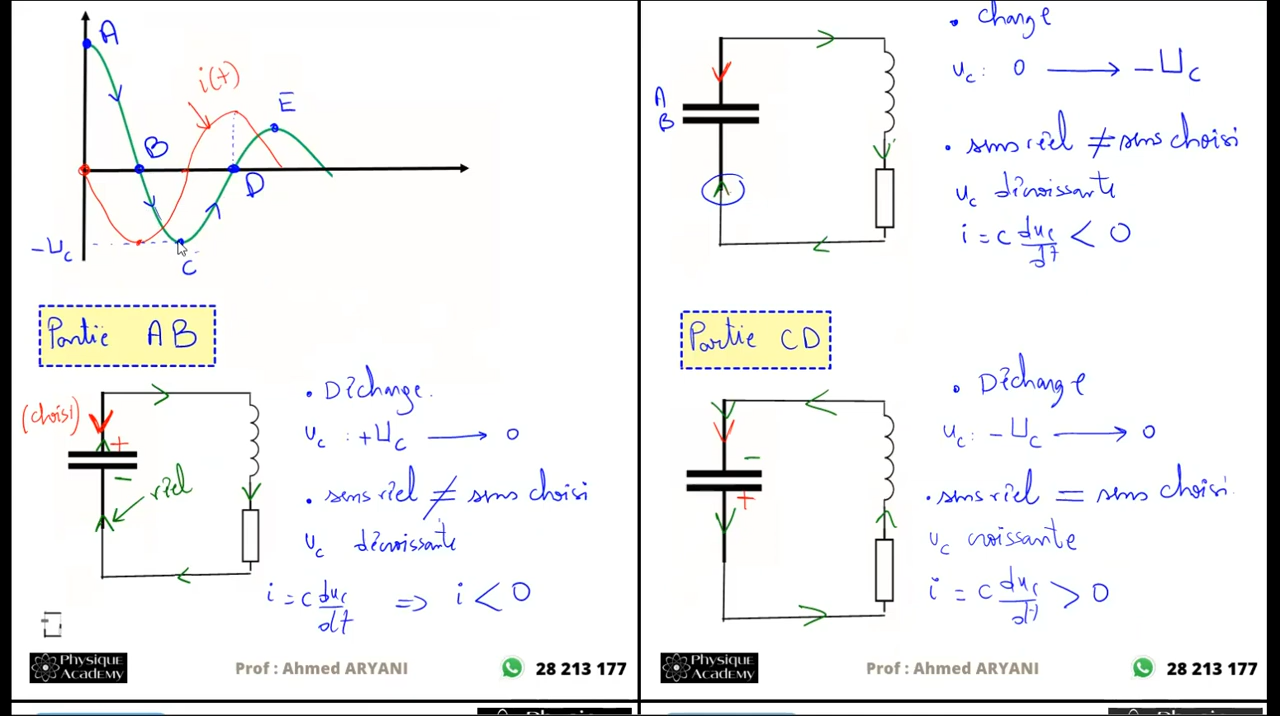 A
i(t)
E
B
D
-Uc
C
Partie AB
(choisi)
+
-
réel
• Décharge.
uc : +Uc → 0
• sens réel ≠ sens choisi
uc décroissante
i = c duc/dt ⇒ i < 0
Physique Academy
Prof : Ahmed ARYANI
28 213 177
• charge
uc : 0 → -Uc
A
B
• sens réel ≠ sens choisi
uc décroissante
i = c duc/dt < 0
Partie CD
-
+
• Décharge
uc : -Uc → 0
• sens réel = sens choisi.
uc croissante
i = c duc/dt > 0
Physique Academy
Prof : Ahmed ARYANI
28 213 177